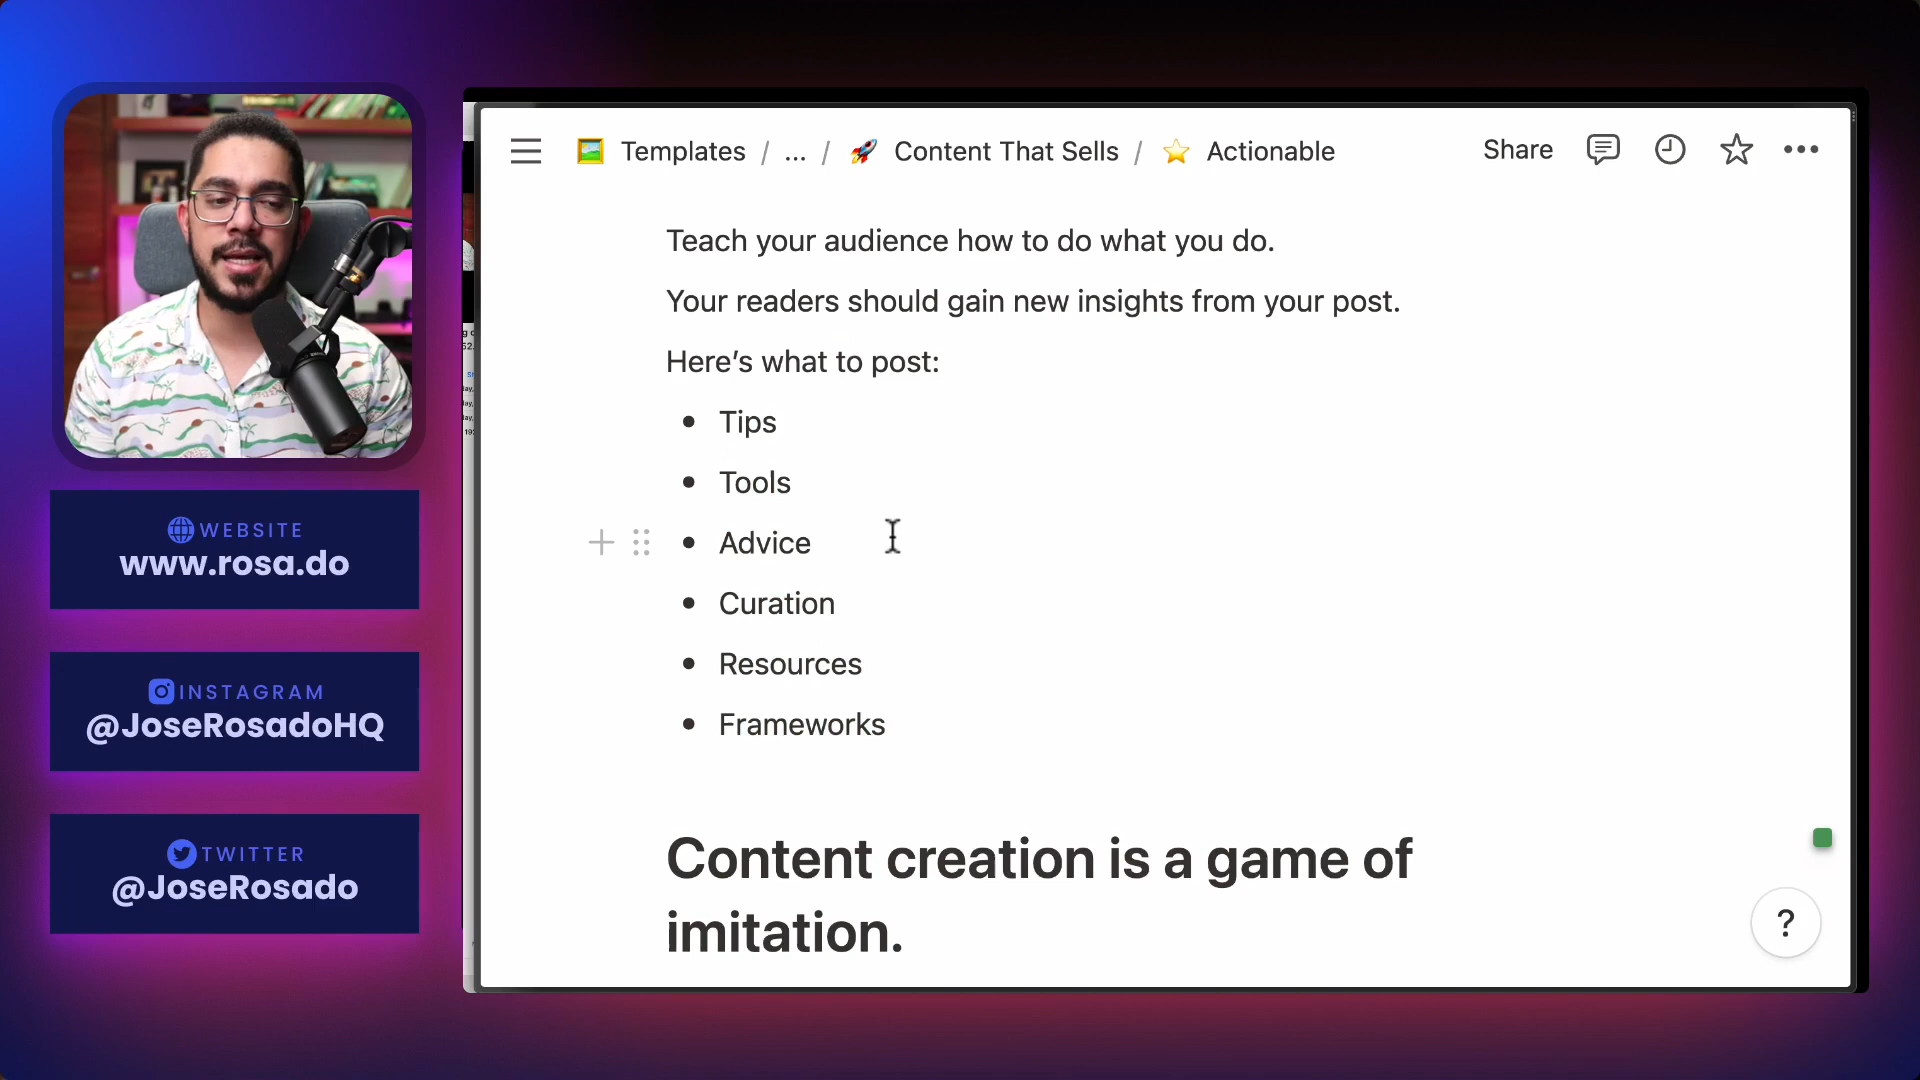 WEBSITE
www.rosa.do
INSTAGRAM
@JoseRosadoHQ
TWITTER
@JoseRosado
Templates / ... / Content That Sells / Actionable
Share
Teach your audience how to do what you do.
Your readers should gain new insights from your post.
Here’s what to post:
• Tips
• Tools
• Advice
• Curation
• Resources
• Frameworks
Content creation is a game of
imitation.
?